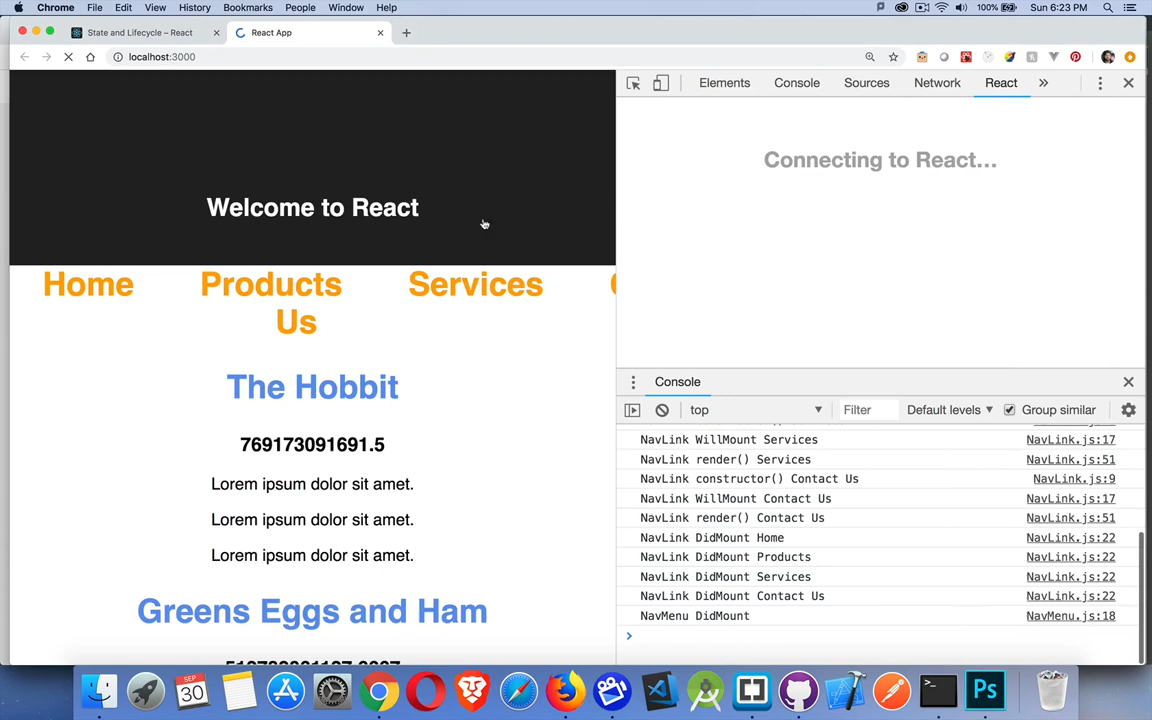 Chrome File Edit View History Bookmarks People Window Help 100% Sun 6:23 PM
State and Lifecycle – React React App
localhost:3000
Elements Console Sources Network React
Connecting to React...
Welcome to React
Home Products Services
Us
The Hobbit
769173091691.5
Lorem ipsum dolor sit amet.
Lorem ipsum dolor sit amet.
Lorem ipsum dolor sit amet.
Greens Eggs and Ham
Console
top Filter Default levels Group similar
NavLink WillMount Services NavLink.js:17
NavLink render() Services NavLink.js:51
NavLink constructor() Contact Us NavLink.js:9
NavLink WillMount Contact Us NavLink.js:17
NavLink render() Contact Us NavLink.js:51
NavLink DidMount Home NavLink.js:22
NavLink DidMount Products NavLink.js:22
NavLink DidMount Services NavLink.js:22
NavLink DidMount Contact Us NavLink.js:22
NavMenu DidMount NavMenu.js:18
SEP
30
>_
Ps